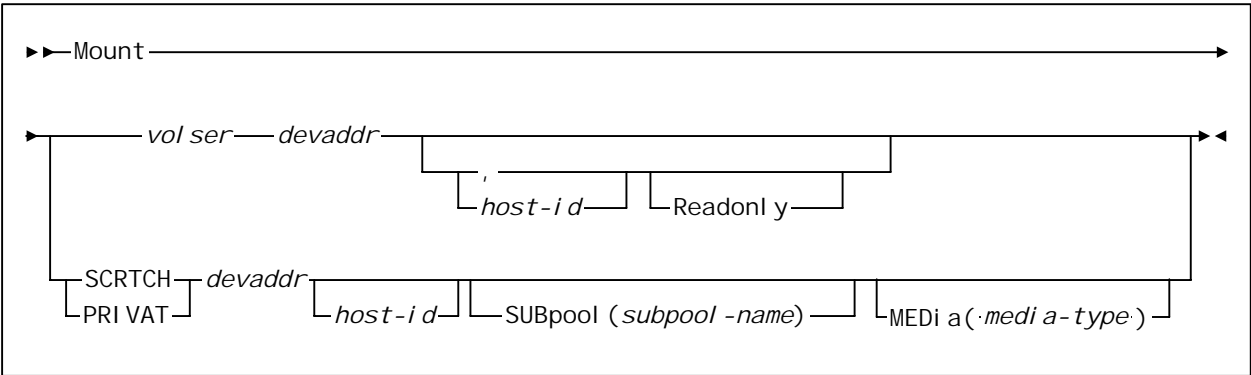 Mount
volser devaddr
,
host-id Readonly
SCRTCH devaddr
PRIVAT host-id SUBpool(subpool-name) MEDia(media-type)